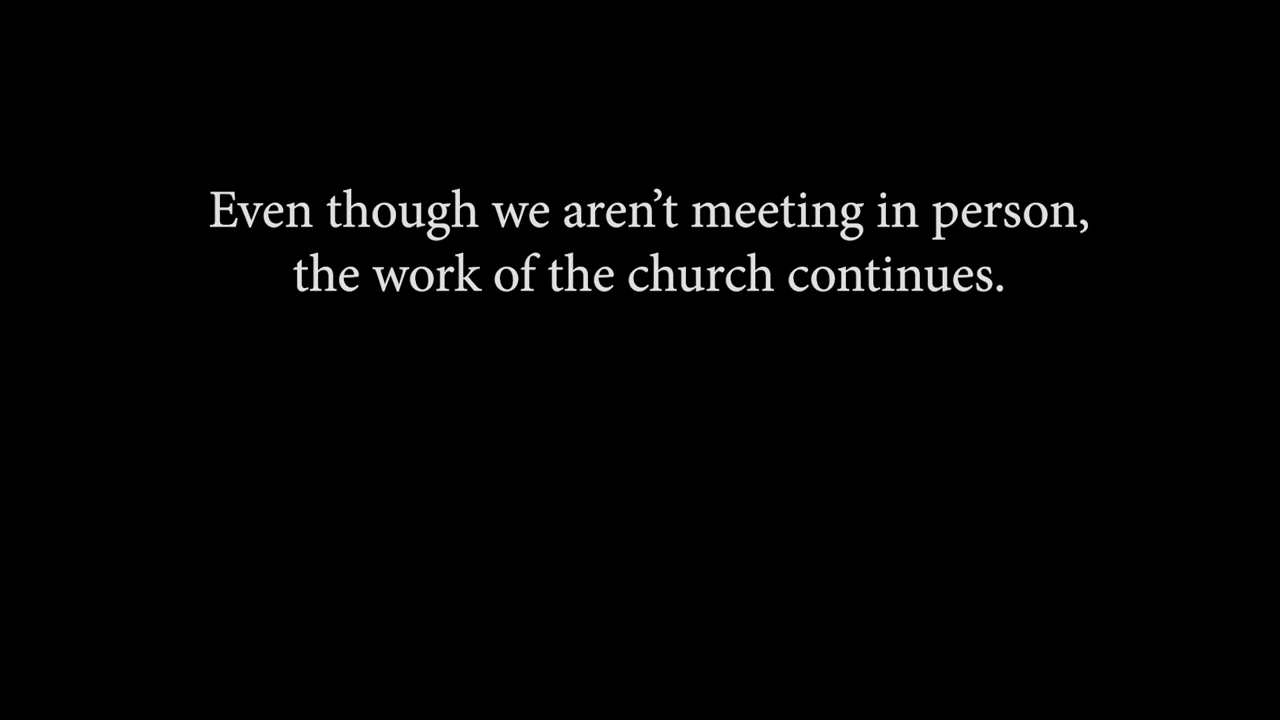 Even though we aren’t meeting in person,
the work of the church continues.